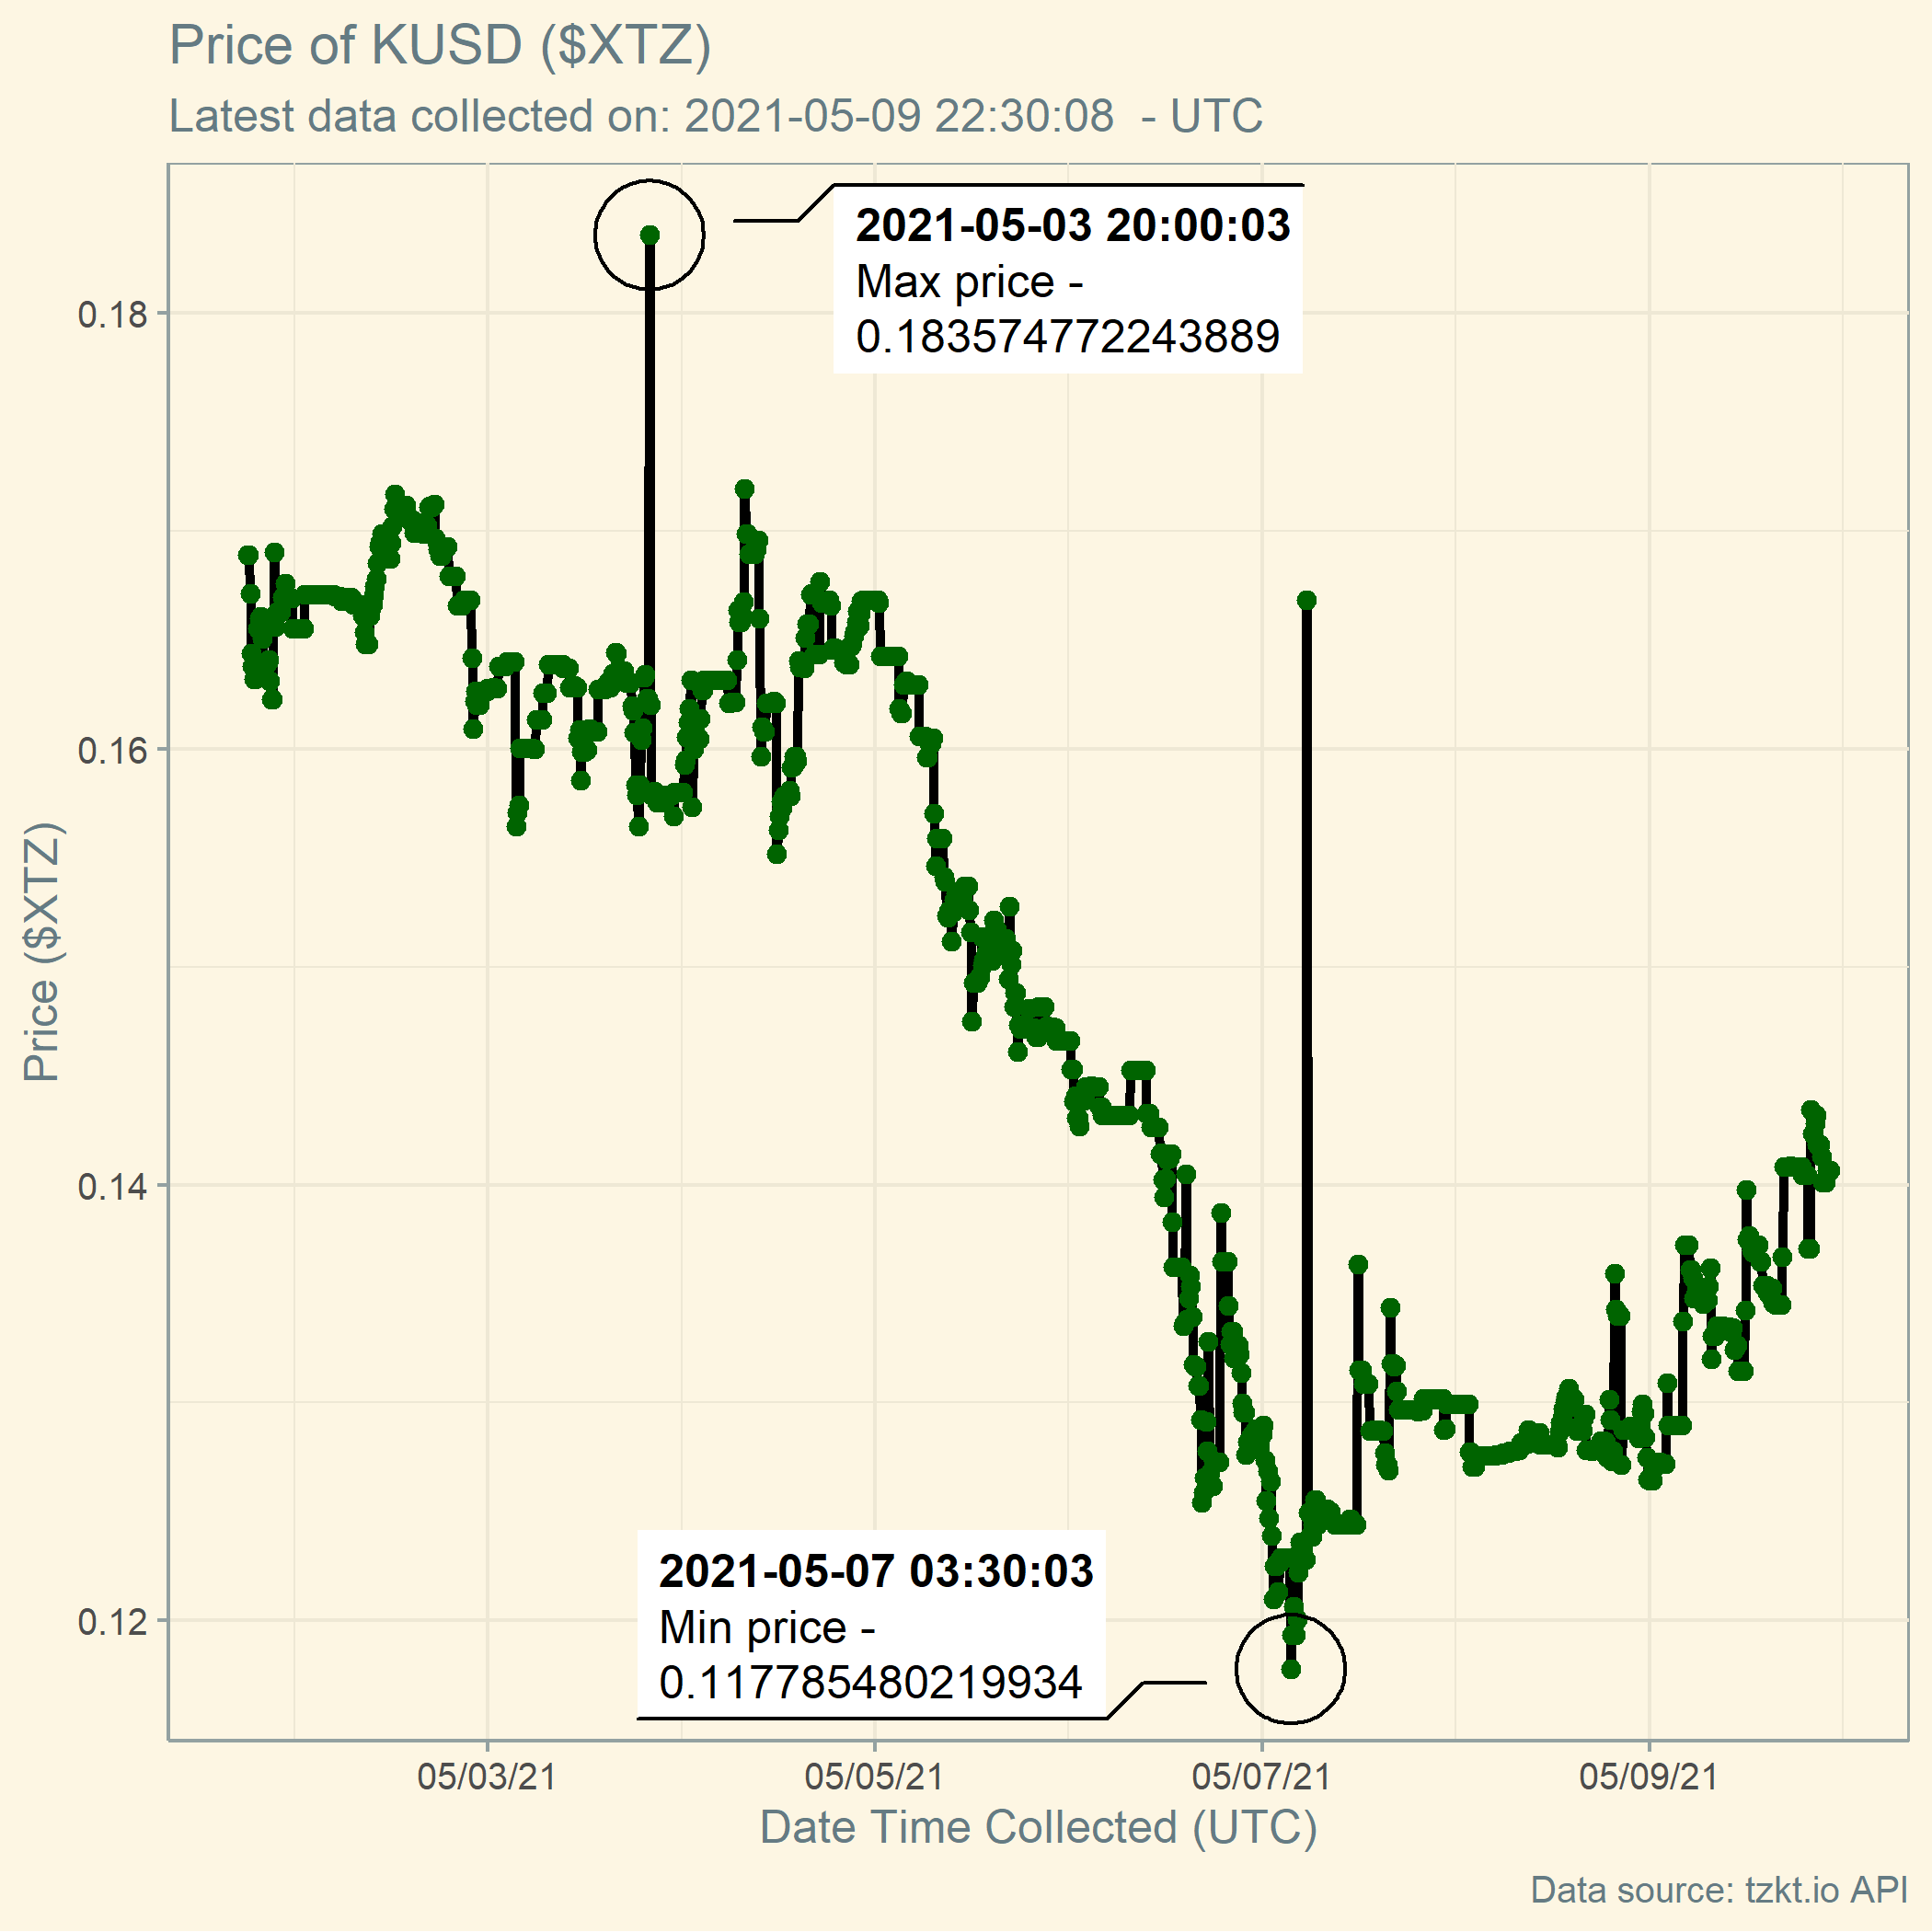 Price of KUSD ($XTZ)
Latest data collected on: 2021-05-09 22:30:08  - UTC
2021-05-03 20:00:03
Max price -
0.183574772243889
0.18
0.16
0.14
0.12
Price ($XTZ)
2021-05-07 03:30:03
Min price -
0.117785480219934
05/03/21
05/05/21
05/07/21
05/09/21
Date Time Collected (UTC)
Data source: tzkt.io API